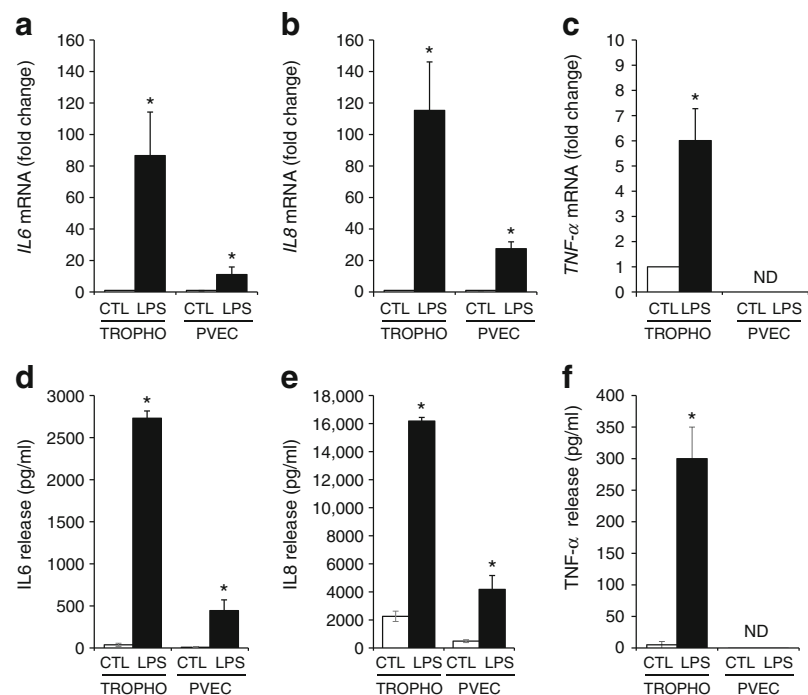 a
IL6 mRNA (fold change)
160
140
120
100
80
60
40
20
0
*
*
CTL LPS CTL LPS
TROPHO PVEC
b
IL8 mRNA (fold change)
160
140
120
100
80
60
40
20
0
*
*
CTL LPS CTL LPS
TROPHO PVEC
c
TNF-α mRNA (fold change)
10
9
8
7
6
5
4
3
2
1
0
*
ND
CTL LPS CTL LPS
TROPHO PVEC
d
IL6 release (pg/ml)
3000
2500
2000
1500
1000
500
0
*
*
CTL LPS CTL LPS
TROPHO PVEC
e
IL8 release (pg/ml)
18,000
16,000
14,000
12,000
10,000
8000
6000
4000
2000
0
*
*
CTL LPS CTL LPS
TROPHO PVEC
f
TNF-α release (pg/ml)
400
350
300
250
200
150
100
50
0
*
ND
CTL LPS CTL LPS
TROPHO PVEC